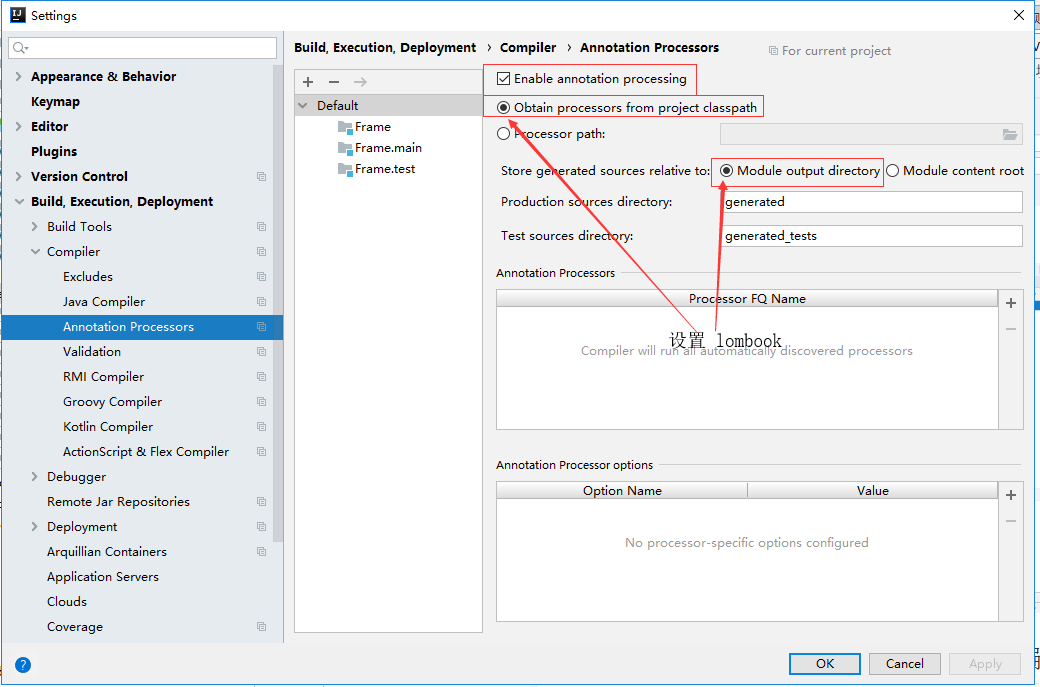 Settings
Build, Execution, Deployment › Compiler › Annotation Processors
For current project
Appearance & Behavior
Keymap
Editor
Plugins
Version Control
Build, Execution, Deployment
Build Tools
Compiler
Excludes
Java Compiler
Annotation Processors
Validation
RMI Compiler
Groovy Compiler
Kotlin Compiler
ActionScript & Flex Compiler
Debugger
Remote Jar Repositories
Deployment
Arquillian Containers
Application Servers
Clouds
Coverage
Default
Frame
Frame.main
Frame.test
Enable annotation processing
Obtain processors from project classpath
Processor path:
Store generated sources relative to: Module output directory Module content root
Production sources directory: generated
Test sources directory: generated_tests
Annotation Processors
Processor FQ Name
设置 lombook
Compiler will run all automatically discovered processors
Annotation Processor options
Option Name Value
No processor-specific options configured
OK Cancel Apply